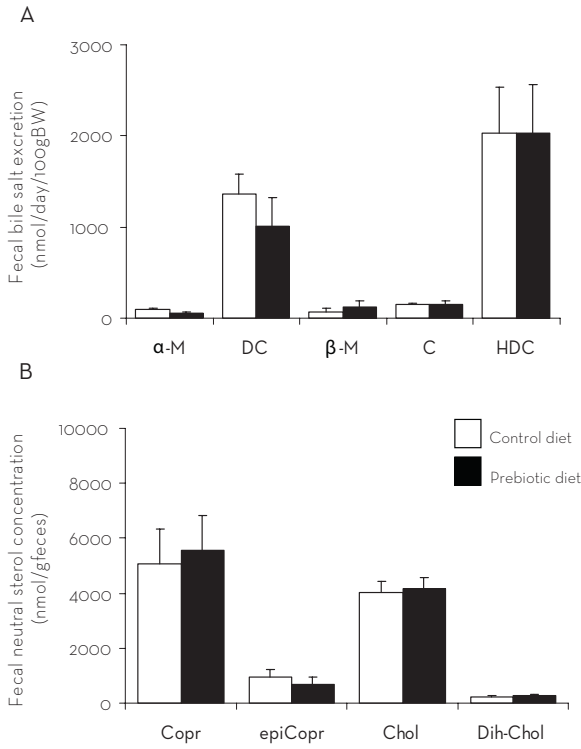 A
Fecal bile salt excretion
(nmol/day/100gBW)
3000
2000
1000
0
α-M DC β-M C HDC
B
Fecal neutral sterol concentration
(nmol/gfeces)
10000
8000
6000
4000
2000
0
Control diet
Prebiotic diet
Copr epiCopr Chol Dih-Chol